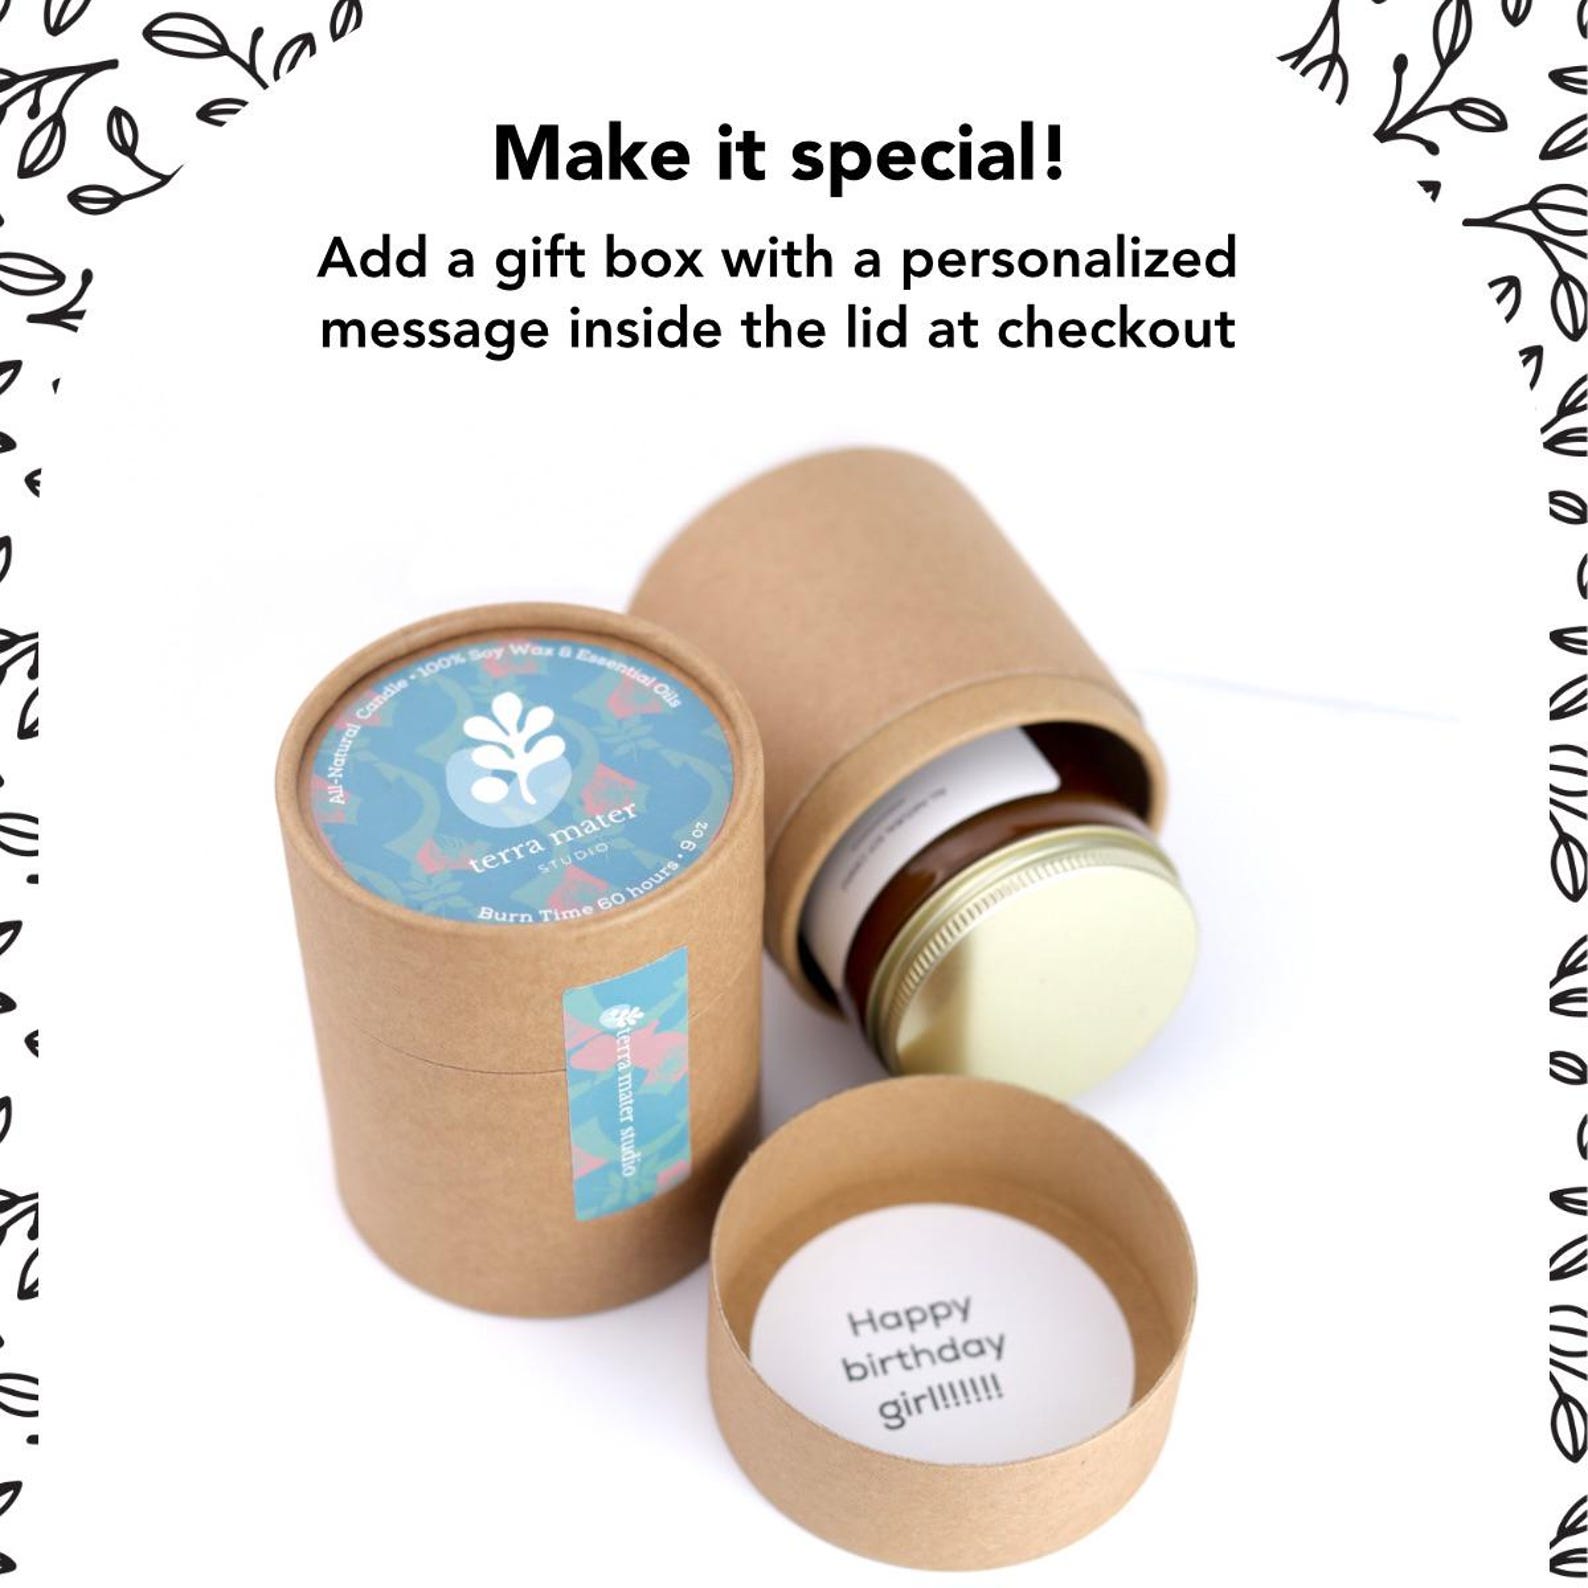 Make it special!
Add a gift box with a personalized
message inside the lid at checkout
All-Natural Candle • 100% Soy Wax & Essential Oils
terra mater
STUDIO
Burn Time 60 hours • 9 oz
terra mater studio
Happy
birthday
girl!!!!!!!